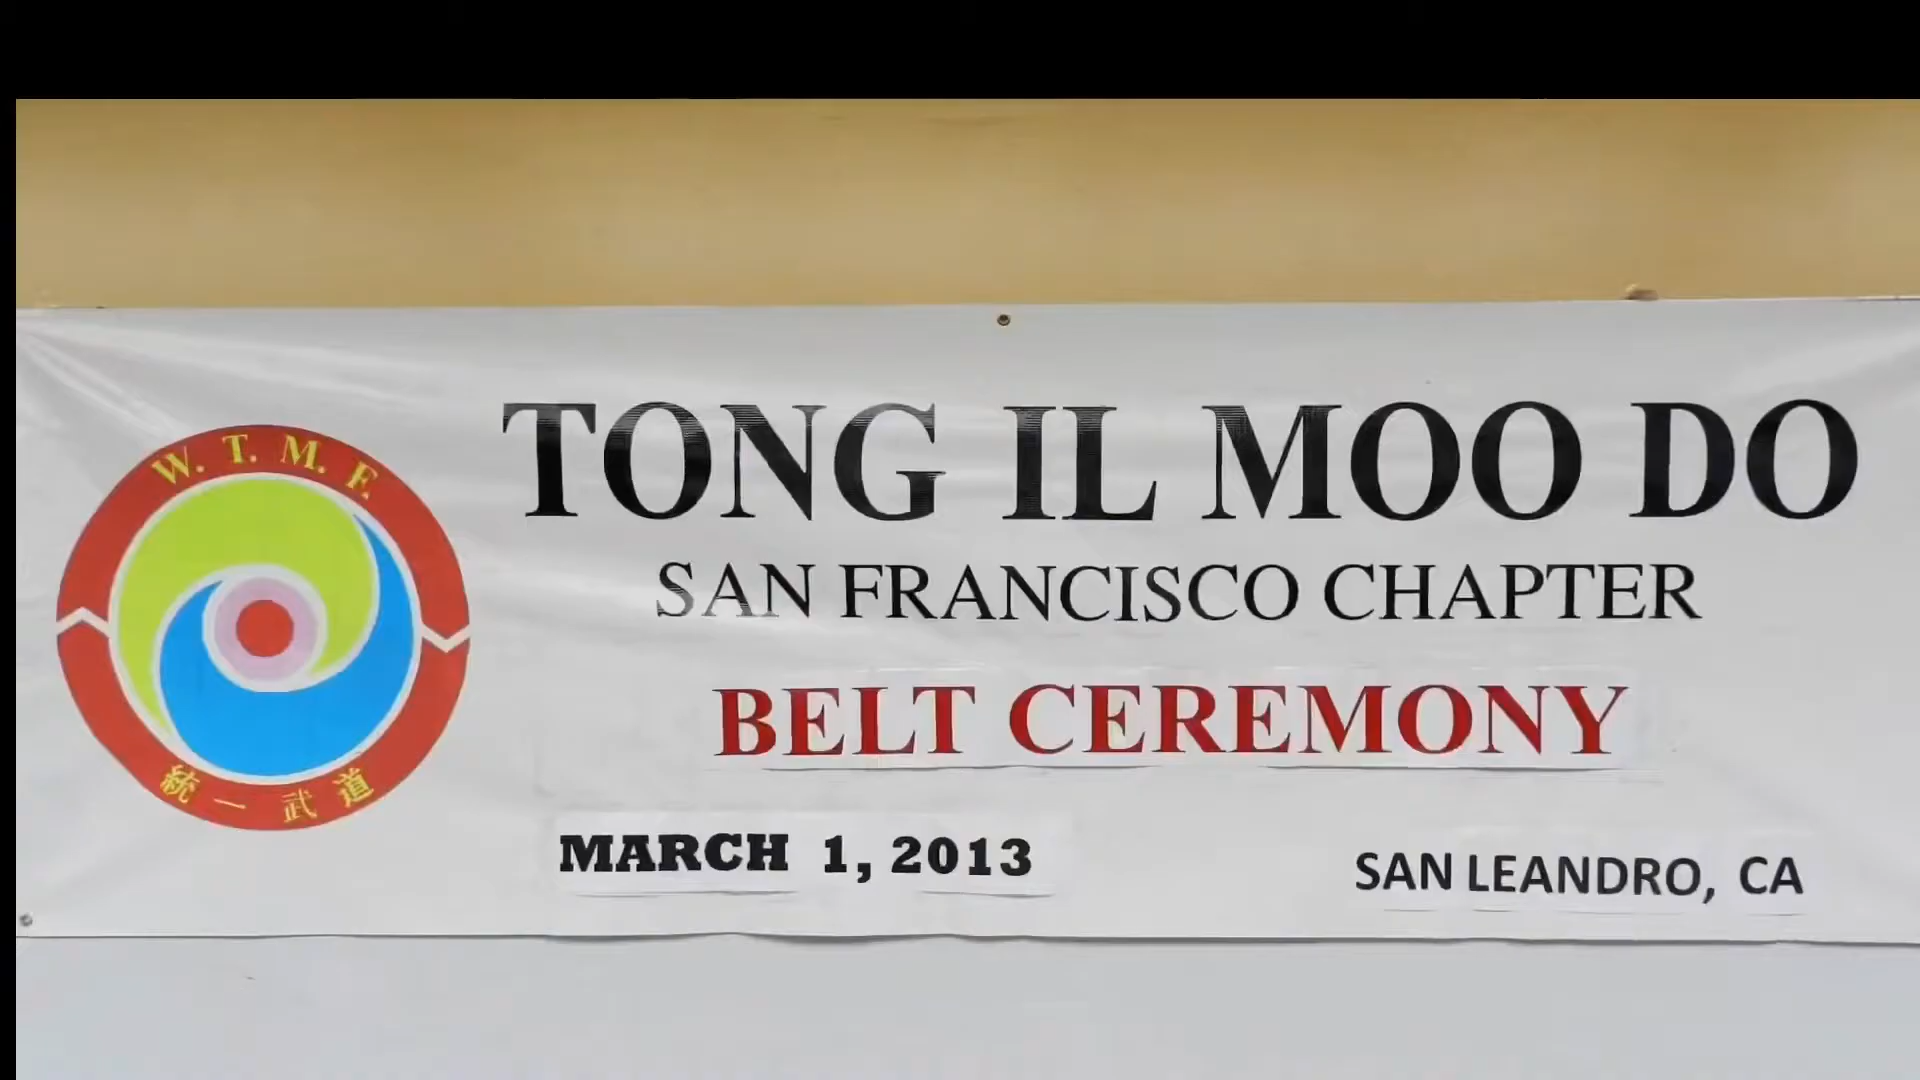 W. T. M. F.
統一武道
TONG IL MOO DO
SAN FRANCISCO CHAPTER
BELT CEREMONY
MARCH 1, 2013
SAN LEANDRO, CA